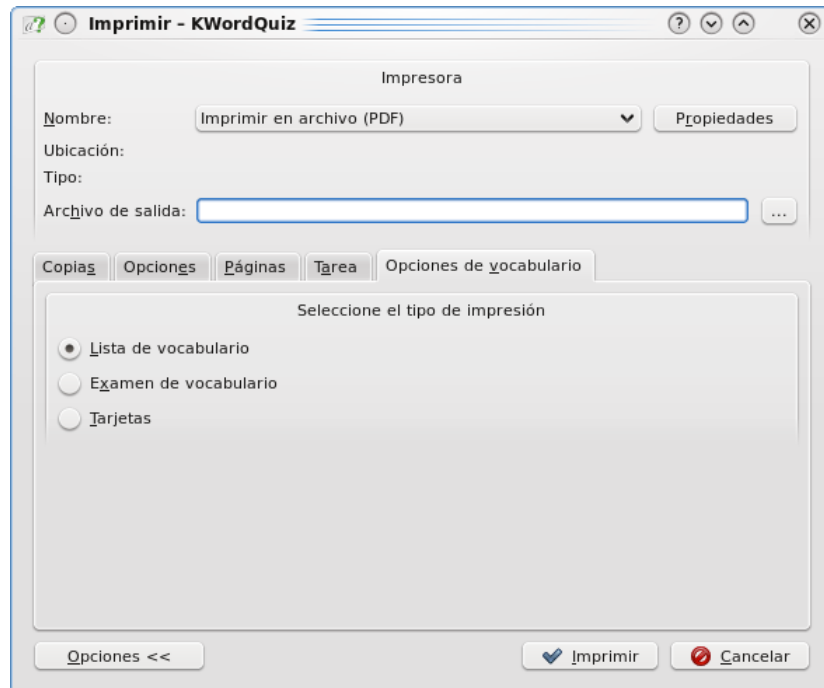 Imprimir – KWordQuiz
Impresora
Nombre: Imprimir en archivo (PDF) Propiedades
Ubicación:
Tipo:
Archivo de salida: ...
Copias Opciones Páginas Tarea Opciones de vocabulario
Seleccione el tipo de impresión
Lista de vocabulario
Examen de vocabulario
Tarjetas
Opciones << Imprimir Cancelar